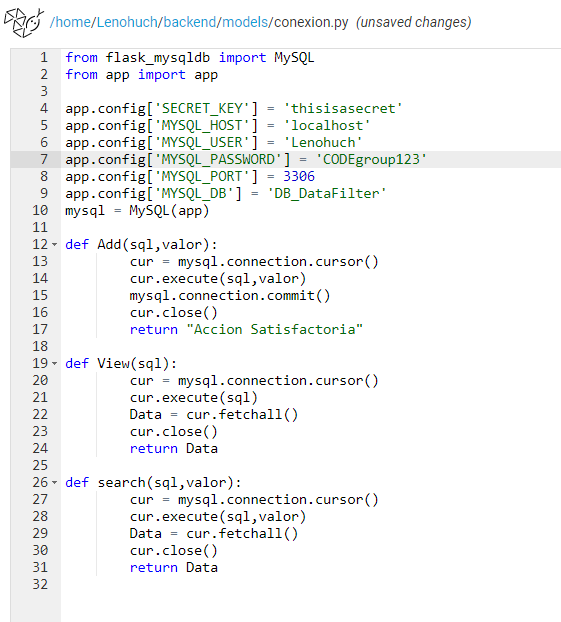 /home/Lenohuch/backend/models/conexion.py (unsaved changes)
1 from flask_mysqldb import MySQL
2 from app import app
3
4 app.config['SECRET_KEY'] = 'thisisasecret'
5 app.config['MYSQL_HOST'] = 'localhost'
6 app.config['MYSQL_USER'] = 'Lenohuch'
7 app.config['MYSQL_PASSWORD'] = 'CODEgroup123'
8 app.config['MYSQL_PORT'] = 3306
9 app.config['MYSQL_DB'] = 'DB_DataFilter'
10 mysql = MySQL(app)
11
12 def Add(sql,valor):
13         cur = mysql.connection.cursor()
14         cur.execute(sql,valor)
15         mysql.connection.commit()
16         cur.close()
17         return "Accion Satisfactoria"
18
19 def View(sql):
20         cur = mysql.connection.cursor()
21         cur.execute(sql)
22         Data = cur.fetchall()
23         cur.close()
24         return Data
25
26 def search(sql,valor):
27         cur = mysql.connection.cursor()
28         cur.execute(sql,valor)
29         Data = cur.fetchall()
30         cur.close()
31         return Data
32